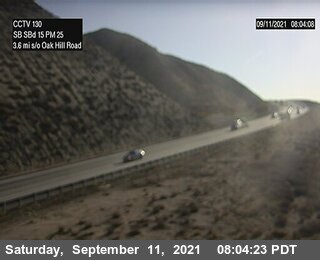 CCTV 130
SB SBd 15 PM 25
3.6 mi s/o Oak Hill Road
09/11/2021 08:04:08
Saturday, September 11, 2021 08:04:23 PDT